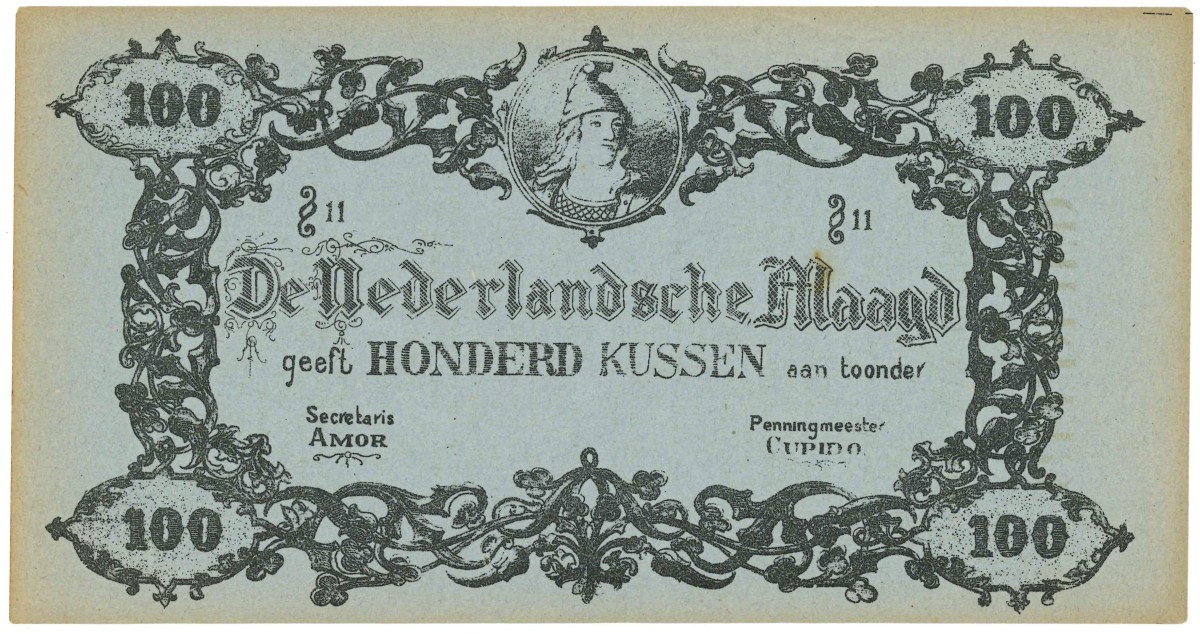 100 100
§ 11 § 11
De Nederlandsche Maagd
geeft HONDERD KUSSEN aan toonder
Secretaris Penningmeester
AMOR CUPIDO
100 100